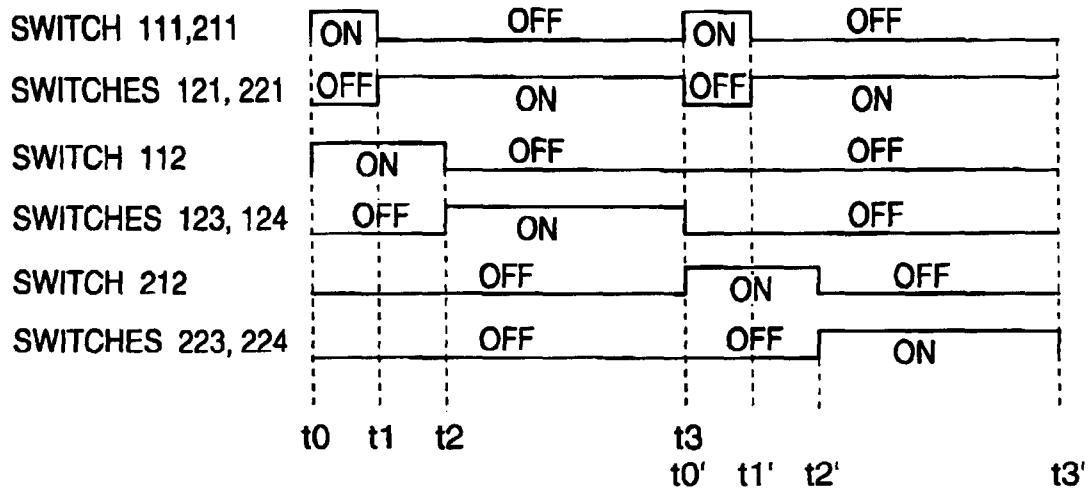 SWITCH 111,211 ON OFF ON OFF
SWITCHES 121, 221 OFF ON OFF ON
SWITCH 112 ON OFF OFF
SWITCHES 123, 124 OFF ON OFF
SWITCH 212 OFF ON OFF
SWITCHES 223, 224 OFF OFF ON
t0 t1 t2 t3
t0' t1' t2' t3'